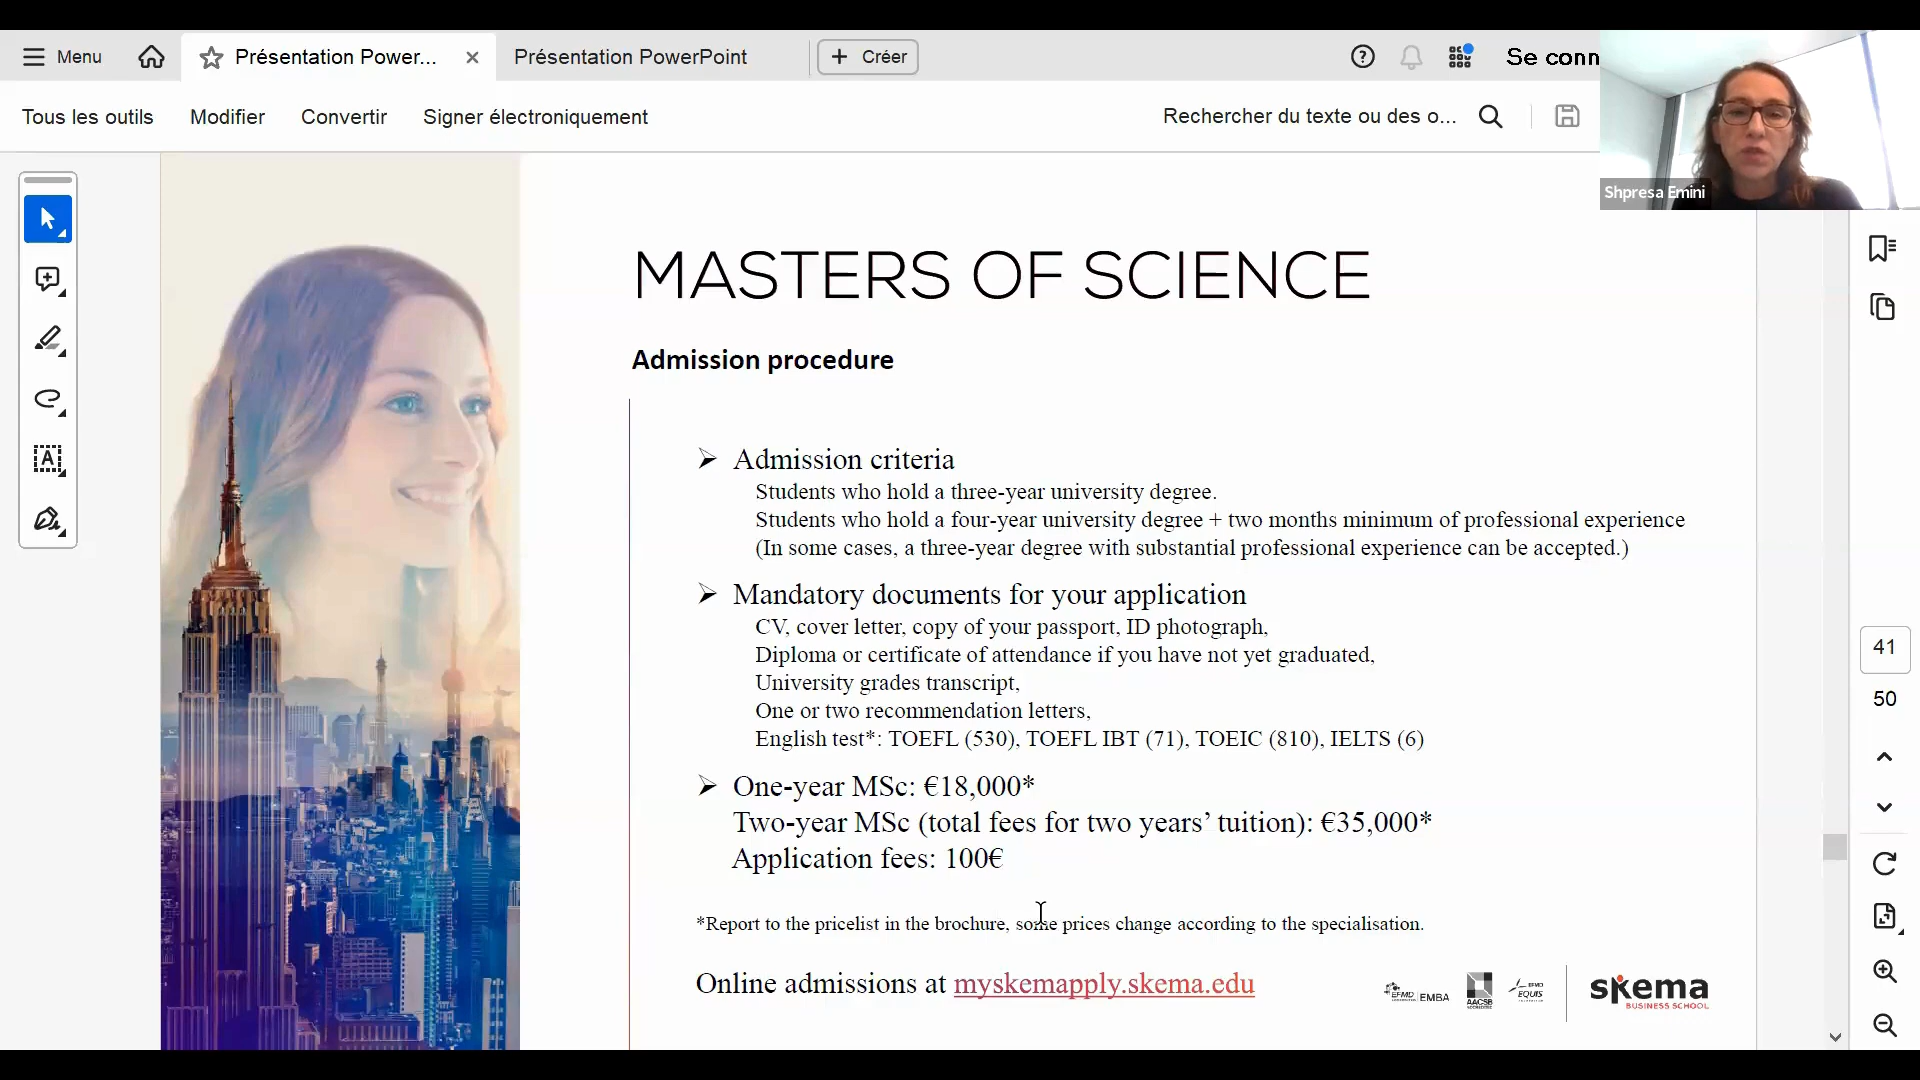 Menu
Présentation Power...
Présentation PowerPoint
Créer
Se conn
Tous les outils
Modifier
Convertir
Signer électroniquement
Rechercher du texte ou des o...
Shpresa Emini
MASTERS OF SCIENCE
Admission procedure
Admission criteria
Students who hold a three-year university degree.
Students who hold a four-year university degree + two months minimum of professional experience
(In some cases, a three-year degree with substantial professional experience can be accepted.)
Mandatory documents for your application
CV, cover letter, copy of your passport, ID photograph,
Diploma or certificate of attendance if you have not yet graduated,
University grades transcript,
One or two recommendation letters,
English test*: TOEFL (530), TOEFL IBT (71), TOEIC (810), IELTS (6)
One-year MSc: €18,000*
Two-year MSc (total fees for two years’ tuition): €35,000*
Application fees: 100€
*Report to the pricelist in the brochure, some prices change according to the specialisation.
Online admissions at myskemapply.skema.edu
EFMD EMBA
AACSB
EFMD
EQUIS
skema
BUSINESS SCHOOL
41
50